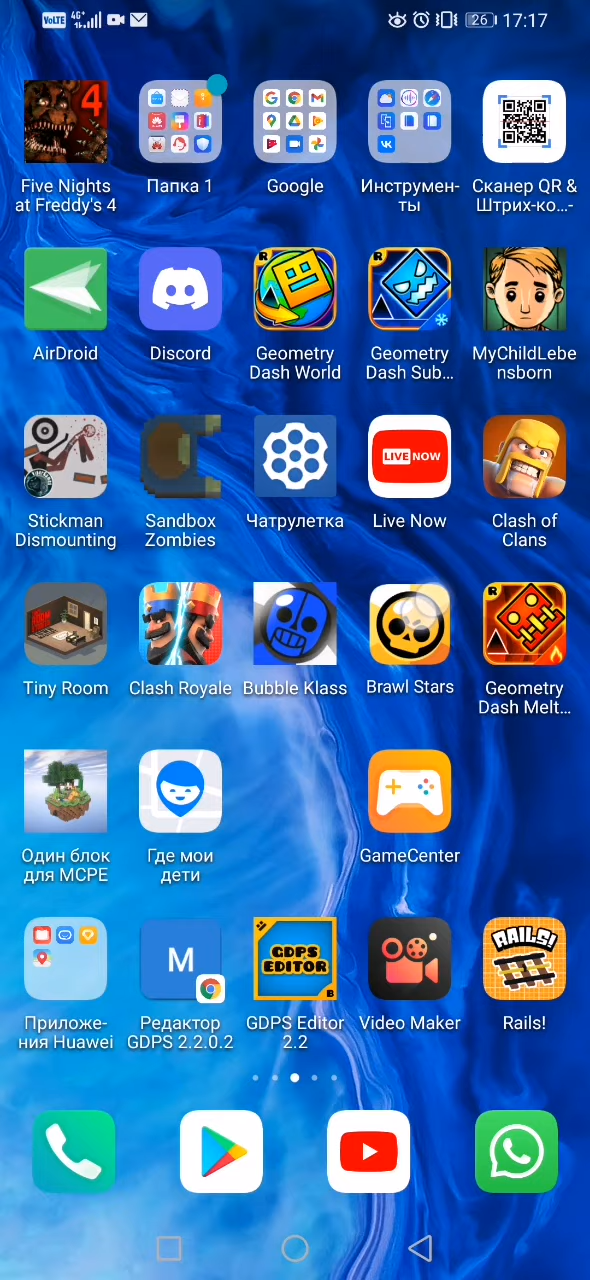 VoLTE 4G+ 26 17:17
4
Five Nights
at Freddy's 4
Папка 1
Google
Инструмен-
ты
Сканер QR &
Штрих-ко...-
AirDroid
Discord
Geometry
Dash World
Geometry
Dash Sub...
MyChildLebe
nsborn
LIVE NOW
Stickman
Dismounting
Sandbox
Zombies
Чатрулетка
Live Now
Clash of
Clans
Tiny Room
Clash Royale
Bubble Klass
Brawl Stars
Geometry
Dash Melt...
Один блок
для MCPE
Где мои
дети
GameCenter
M
GDPS
EDITOR
RAILS!
Приложе-
ния Huawei
Редактор
GDPS 2.2.0.2
GDPS Editor
2.2
Video Maker
Rails!